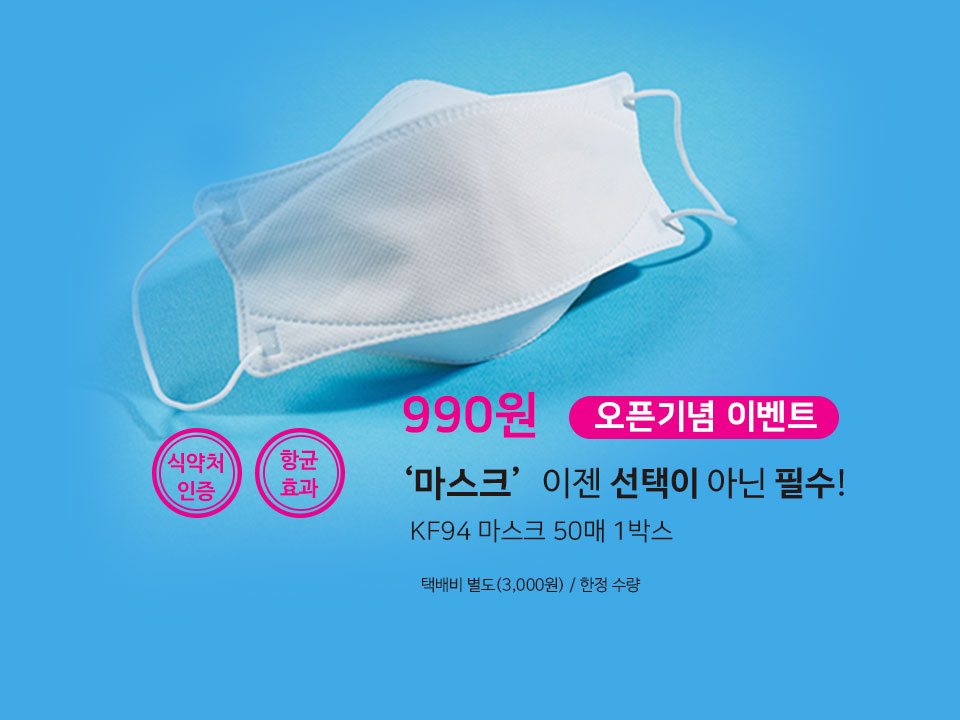 990원 오픈기념 이벤트
식약처
인증
항균
효과
‘마스크’ 이젠 선택이 아닌 필수!
KF94 마스크 50매 1박스
택배비 별도(3,000원) / 한정 수량